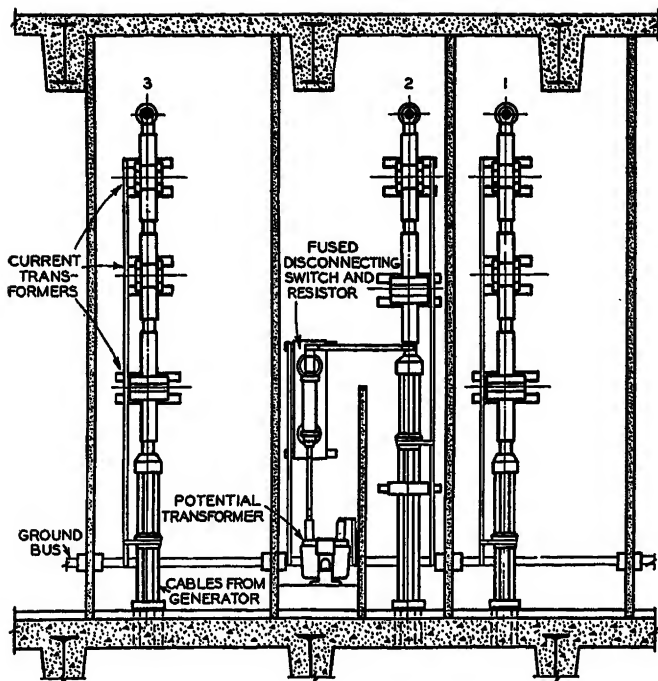 3
2
1
CURRENT
TRANS-
FORMERS
FUSED
DISCONNECTING
SWITCH AND
RESISTOR
POTENTIAL
TRANSFORMER
GROUND
BUS
CABLES FROM
GENERATOR